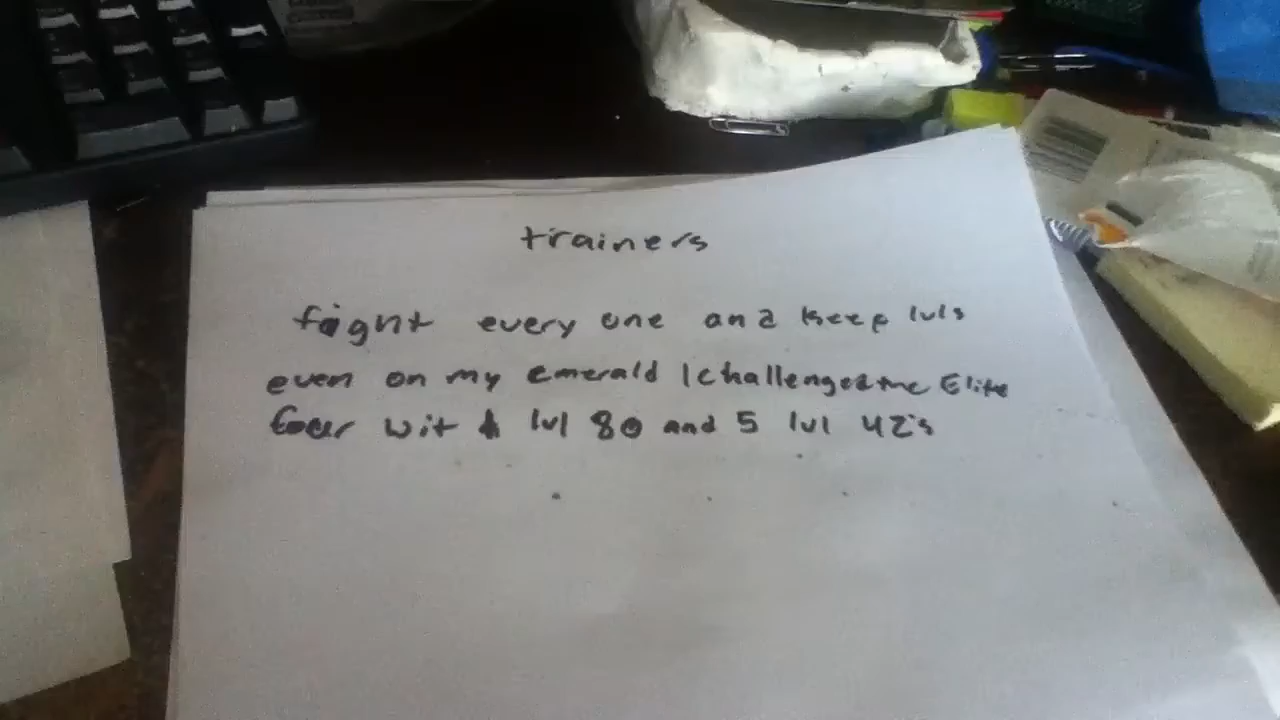 trainers
fignt every one and keep lvls
even on my emerald I challenged the Elite
four wit 1 lvl 80 and 5 lvl 42's